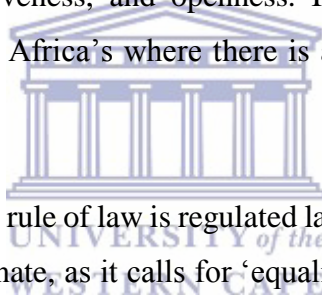 veness, and openness. I
Africa's where there is a
rule of law is regulated la
UNIVERSITY of the
nate, as it calls for 'equal
WESTERN CAPE